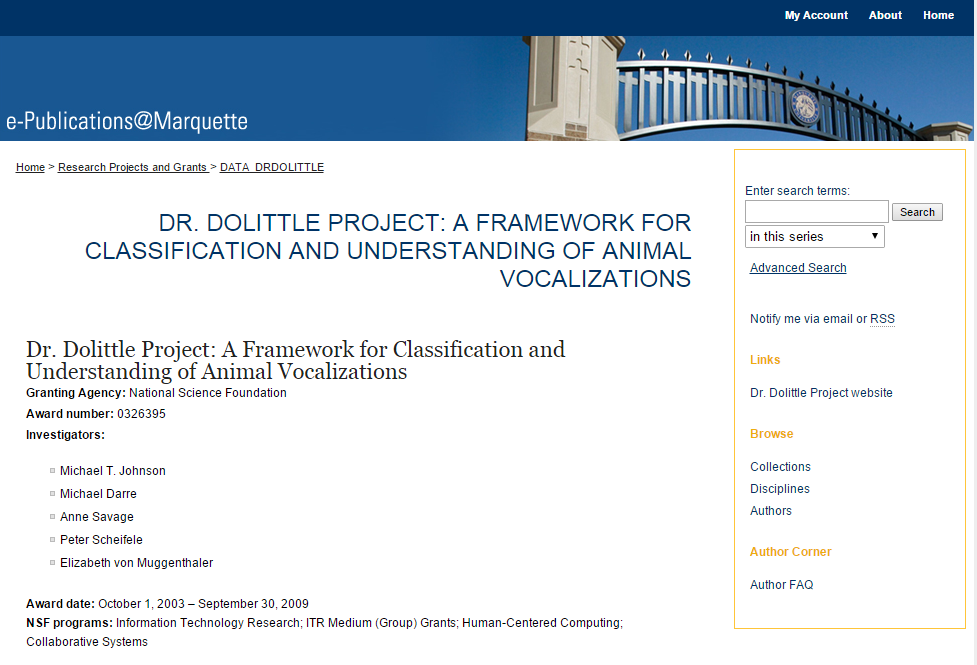 My Account About Home
e-Publications@Marquette
Home > Research Projects and Grants > DATA_DRDOLITTLE
DR. DOLITTLE PROJECT: A FRAMEWORK FOR
CLASSIFICATION AND UNDERSTANDING OF ANIMAL
VOCALIZATIONS
Dr. Dolittle Project: A Framework for Classification and
Understanding of Animal Vocalizations
Granting Agency: National Science Foundation
Award number: 0326395
Investigators:
Michael T. Johnson
Michael Darre
Anne Savage
Peter Scheifele
Elizabeth von Muggenthaler
Award date: October 1, 2003 – September 30, 2009
NSF programs: Information Technology Research; ITR Medium (Group) Grants; Human-Centered Computing;
Collaborative Systems
Enter search terms:
Search
in this series
Advanced Search
Notify me via email or RSS
Links
Dr. Dolittle Project website
Browse
Collections
Disciplines
Authors
Author Corner
Author FAQ